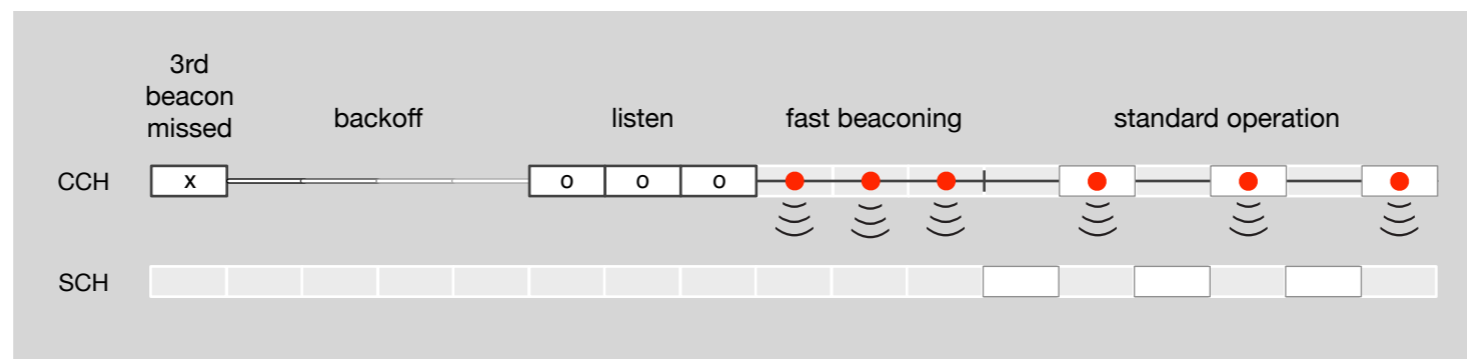 3rd
beacon
missed
backoff
listen
fast beaconing
standard operation
CCH
x
o
o
o
SCH